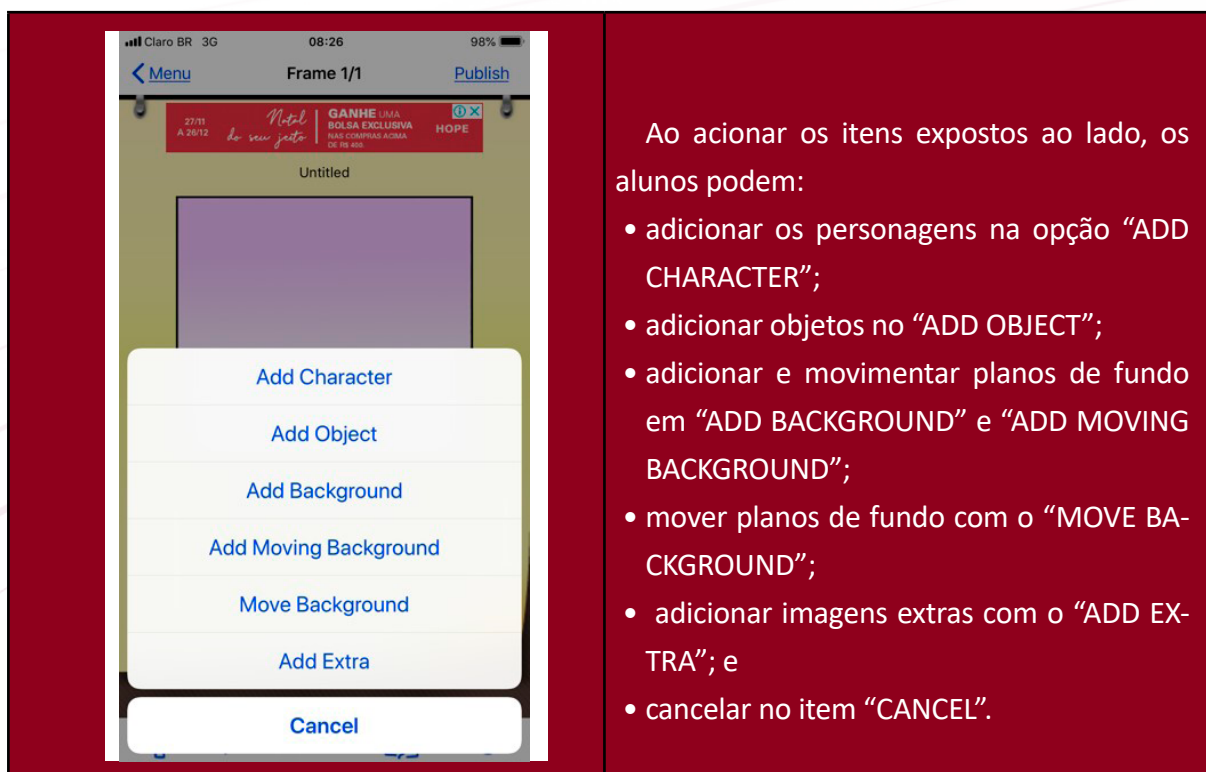 Claro BR 3G 08:26 98%
Menu Frame 1/1 Publish
27/11
A 26/12
Natal
do seu jeito
GANHE UMA
BOLSA EXCLUSIVA
NAS COMPRAS ACIMA
DE R$ 400.
HOPE
Untitled
Add Character
Add Object
Add Background
Add Moving Background
Move Background
Add Extra
Cancel
Ao acionar os itens expostos ao lado, os
alunos podem:
• adicionar os personagens na opção “ADD
CHARACTER”;
• adicionar objetos no “ADD OBJECT”;
• adicionar e movimentar planos de fundo
em “ADD BACKGROUND” e “ADD MOVING
BACKGROUND”;
• mover planos de fundo com o “MOVE BA-
CKGROUND”;
• adicionar imagens extras com o “ADD EX-
TRA”; e
• cancelar no item “CANCEL”.